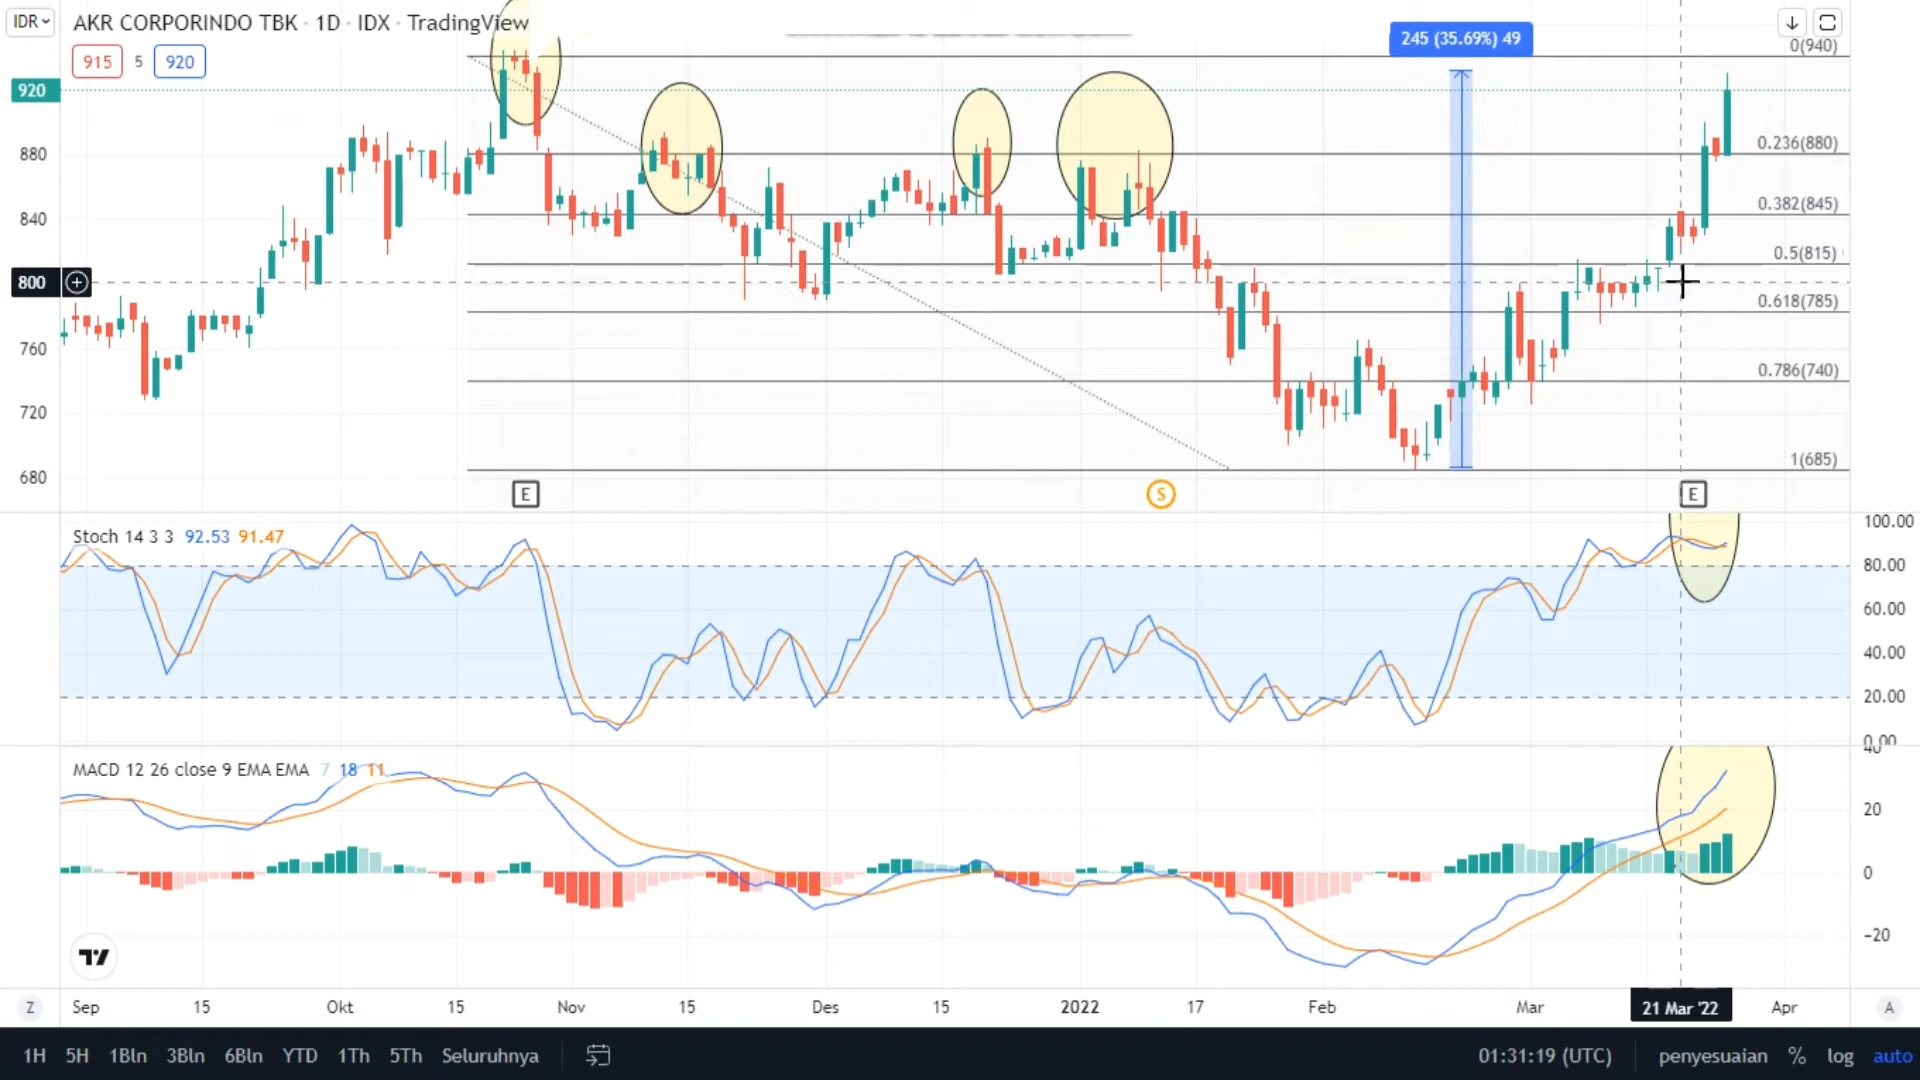 IDR
AKR CORPORINDO TBK · 1D · IDX · TradingView
915 5 920
245 (35.69%) 49
0(940)
920
880
0.236(880)
0.382(845)
840
0.5(815)
800
0.618(785)
760
0.786(740)
720
1(685)
680
E S E
Stoch 14 3 3 92.53 91.47
100.00
80.00
60.00
40.00
20.00
0.00
40
MACD 12 26 close 9 EMA EMA 7 18 11
20
0
−20
Z Sep 15 Okt 15 Nov 15 Des 15 2022 17 Feb Mar 21 Mar '22 Apr A
1H 5H 1Bln 3Bln 6Bln YTD 1Th 5Th Seluruhnya 01:31:19 (UTC) penyesuaian % log auto